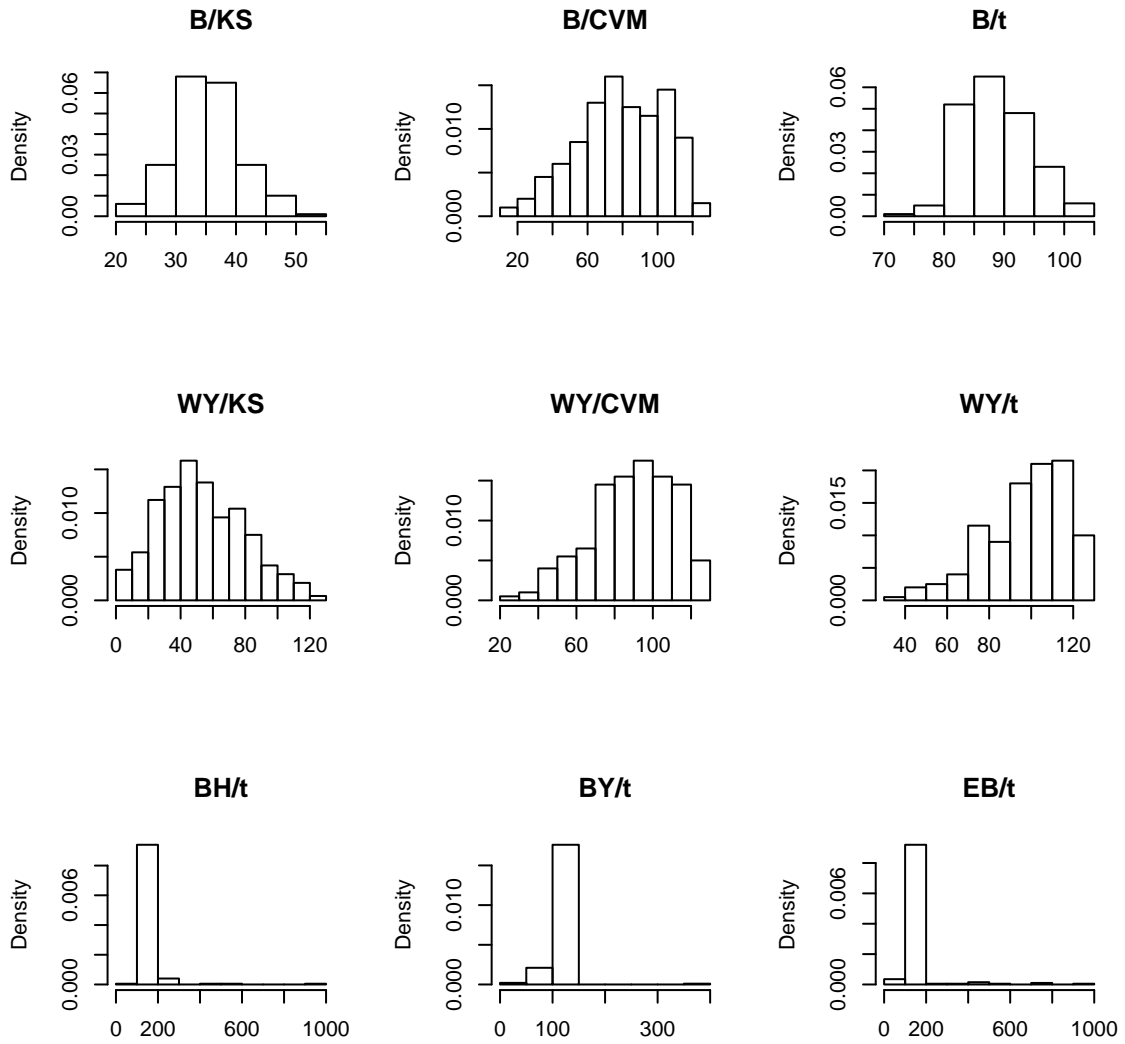 B/KS
B/CVM
B/t
Density
0.00 0.03 0.06
20 30 40 50
Density
0.000 0.010
20 60 100
Density
0.00 0.03 0.06
70 80 90 100
WY/KS
WY/CVM
WY/t
Density
0.000 0.010
0 40 80 120
Density
0.000 0.010
20 60 100
Density
0.000 0.015
40 60 80 120
BH/t
BY/t
EB/t
Density
0.000 0.006
0 200 600 1000
Density
0.000 0.010
0 100 300
Density
0.000 0.006
0 200 600 1000